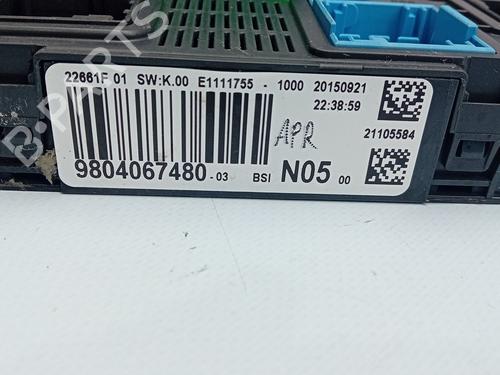 22661F 01 SW:K.00 E1111755 - 1000 20150921
22:38:59
APR
21105584
9804067480 - 03 BSI N05 00
B-PARTS